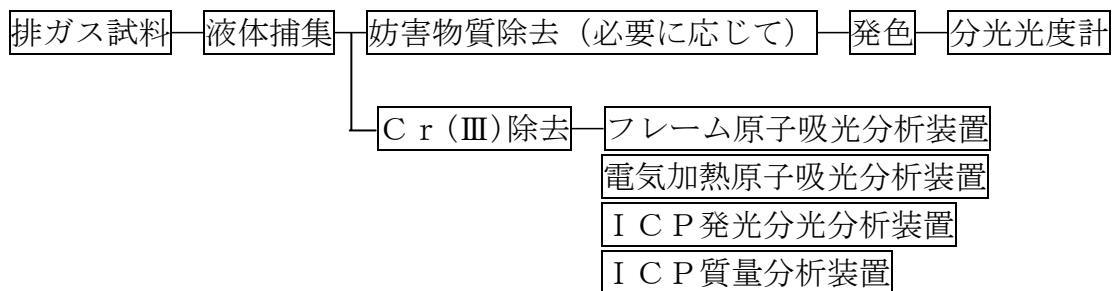 排ガス試料 液体捕集 妨害物質除去（必要に応じて） 発色 分光光度計
Ｃｒ(Ⅲ)除去 フレーム原子吸光分析装置
電気加熱原子吸光分析装置
ＩＣＰ発光分光分析装置
ＩＣＰ質量分析装置